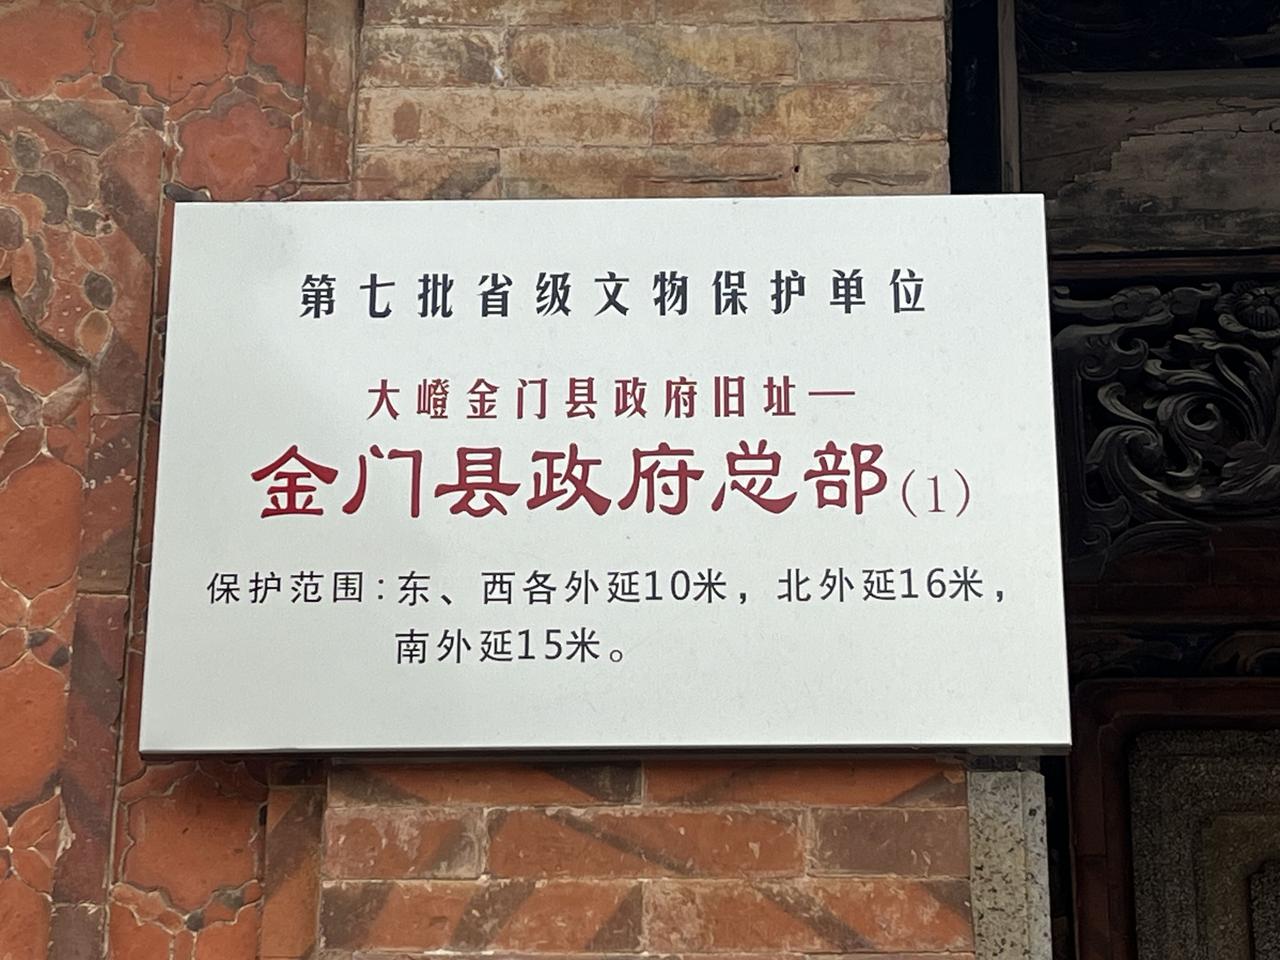 第七批省级文物保护单位
大嶝金门县政府旧址—
金门县政府总部(1)
保护范围:东、西各外延10米，北外延16米，
南外延15米。